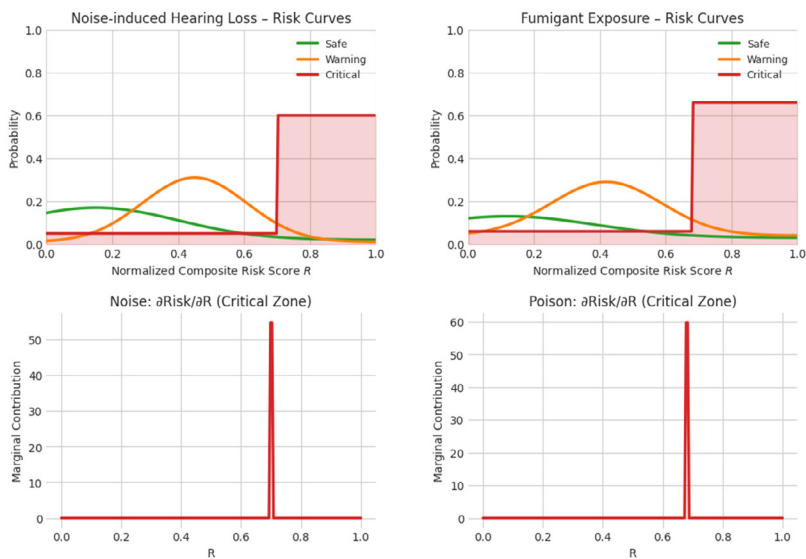 Noise-induced Hearing Loss – Risk Curves
1.0
0.8
0.6
0.4
0.2
0.0
Probability
Safe
Warning
Critical
0.0 0.2 0.4 0.6 0.8 1.0
Normalized Composite Risk Score R
Fumigant Exposure – Risk Curves
1.0
0.8
0.6
0.4
0.2
0.0
Probability
Safe
Warning
Critical
0.0 0.2 0.4 0.6 0.8 1.0
Normalized Composite Risk Score R
Noise: ∂Risk/∂R (Critical Zone)
50
40
30
20
10
0
Marginal Contribution
0.0 0.2 0.4 0.6 0.8 1.0
R
Poison: ∂Risk/∂R (Critical Zone)
60
50
40
30
20
10
0
Marginal Contribution
0.0 0.2 0.4 0.6 0.8 1.0
R